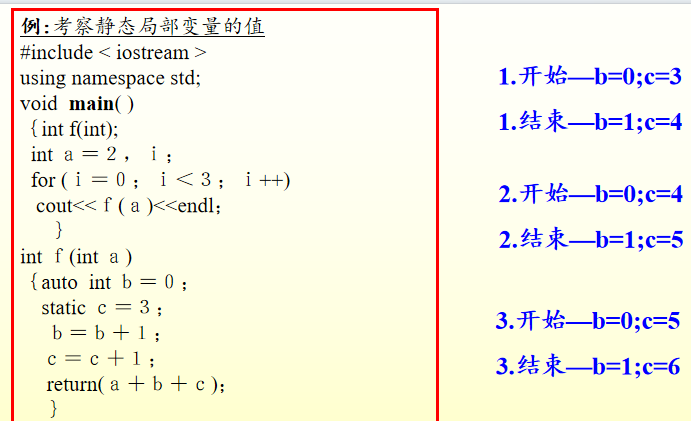 例:考察静态局部变量的值
#include < iostream >
using namespace std;
void main( )
{int f(int);
int a = 2 , i ;
for ( i = 0 ; i < 3 ; i ++)
cout<< f ( a )<<endl;
}
int f (int a )
{auto int b = 0 ;
static c = 3 ;
b = b + 1 ;
c = c + 1 ;
return( a + b + c );
}
1.开始—b=0;c=3
1.结束—b=1;c=4
2.开始—b=0;c=4
2.结束—b=1;c=5
3.开始—b=0;c=5
3.结束—b=1;c=6